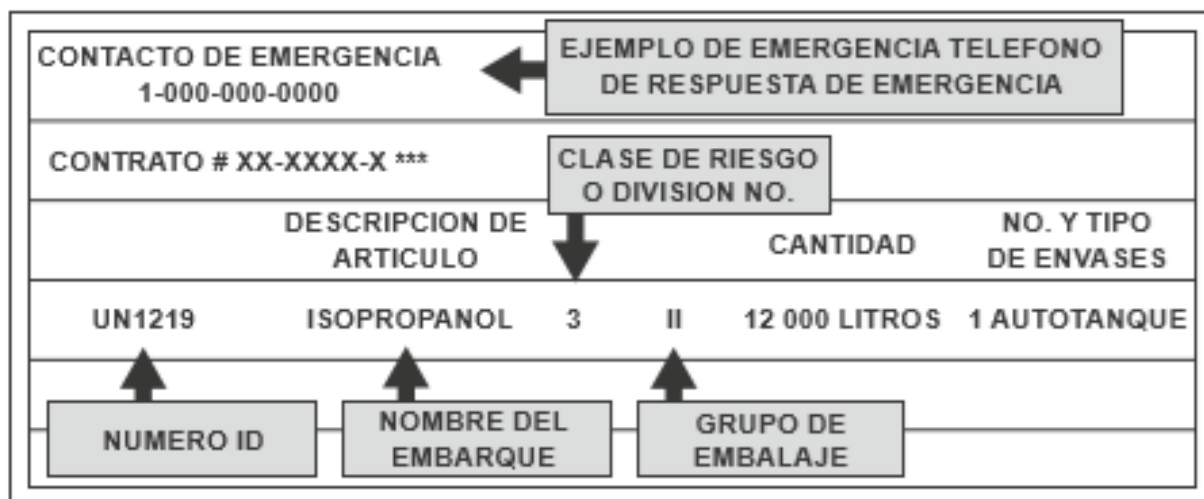 CONTACTO DE EMERGENCIA
1-000-000-0000
EJEMPLO DE EMERGENCIA TELEFONO
DE RESPUESTA DE EMERGENCIA
CONTRATO # XX-XXXX-X ***
CLASE DE RIESGO
O DIVISION NO.
DESCRIPCION DE
ARTICULO
CANTIDAD
NO. Y TIPO
DE ENVASES
UN1219 ISOPROPANOL 3 II 12 000 LITROS 1 AUTOTANQUE
NUMERO ID
NOMBRE DEL
EMBARQUE
GRUPO DE
EMBALAJE